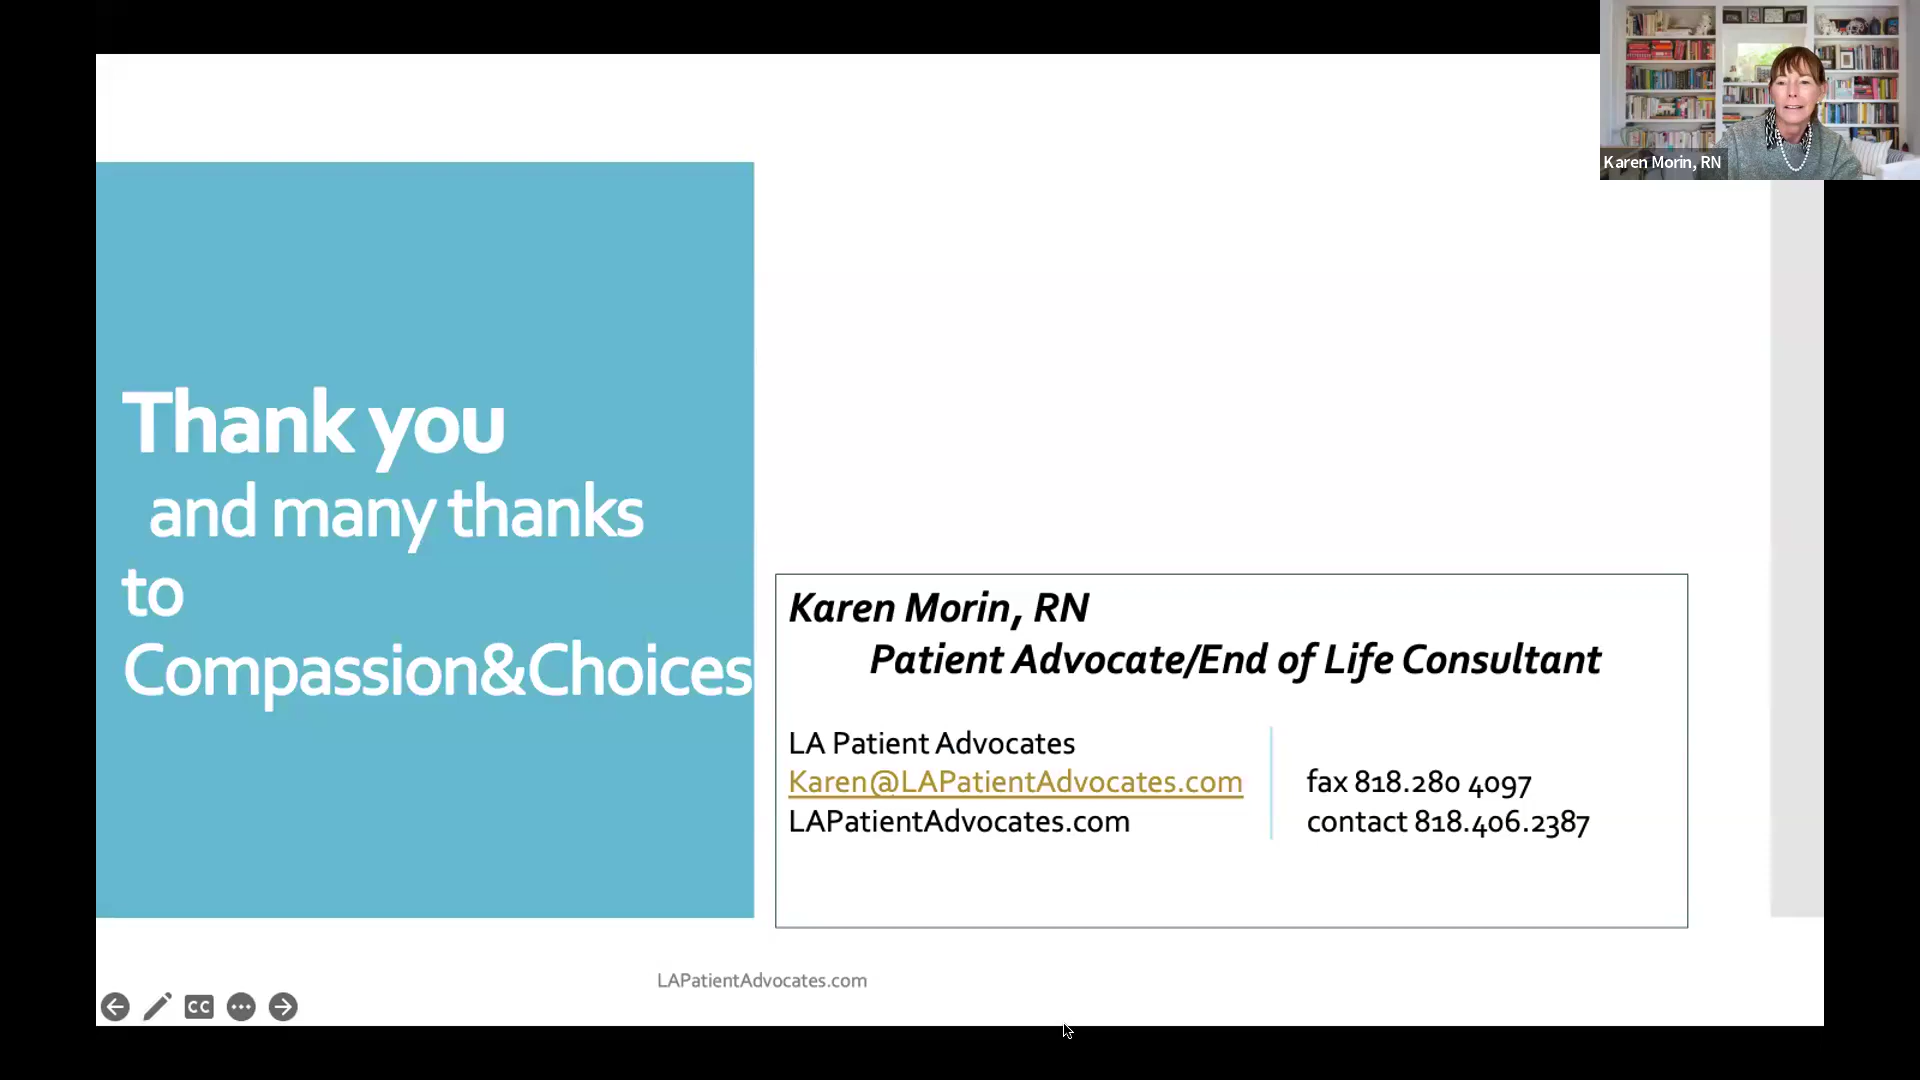 Karen Morin, RN
Thank you
and many thanks
to
Compassion&Choices
Karen Morin, RN
Patient Advocate/End of Life Consultant
LA Patient Advocates
Karen@LAPatientAdvocates.com
LAPatientAdvocates.com
fax 818.280 4097
contact 818.406.2387
LAPatientAdvocates.com
CC